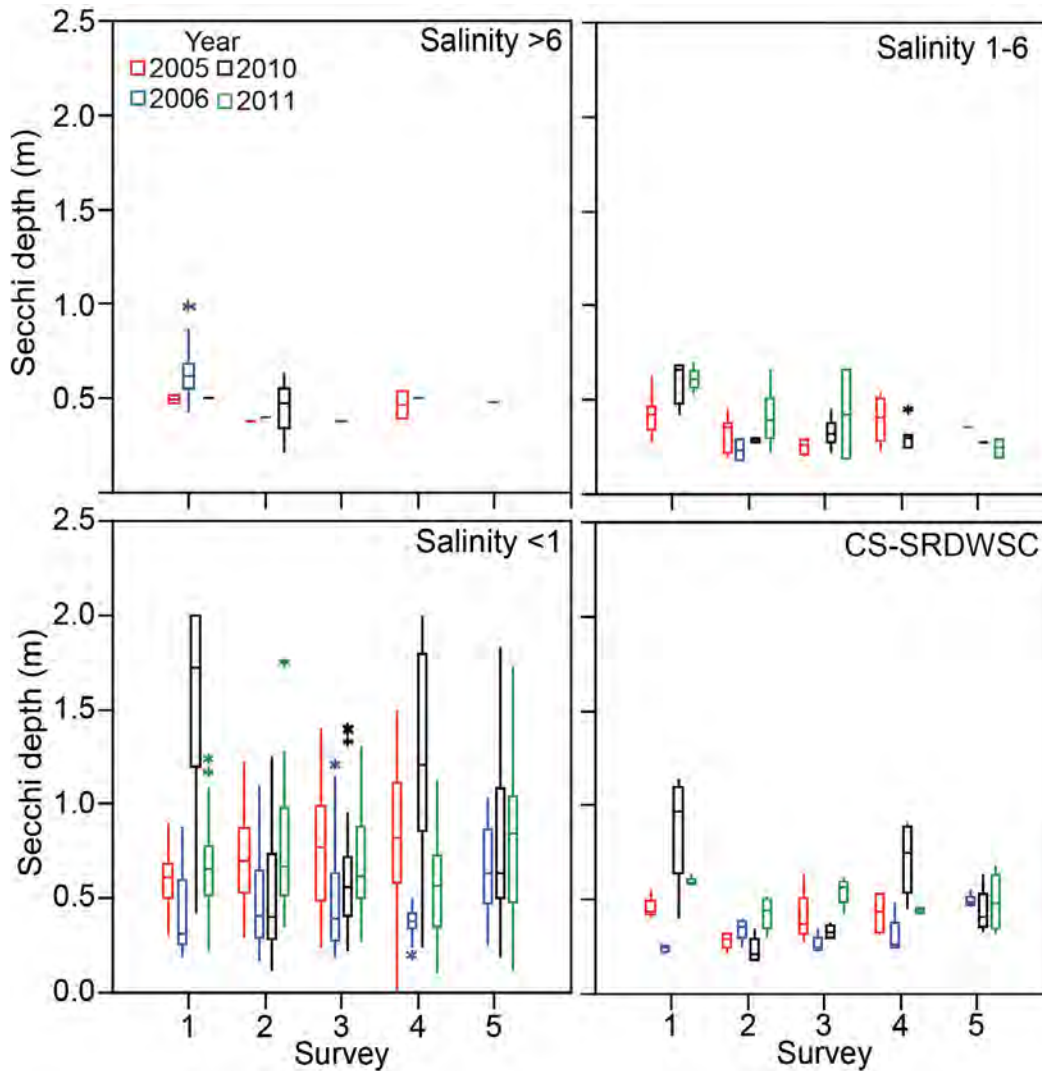 2.5
2.0
1.5
1.0
0.5
Secchi depth (m)
Year
2005 2010
2006 2011
Salinity >6
Salinity 1-6
2.5
2.0
1.5
1.0
0.5
0.0
Secchi depth (m)
Salinity <1
CS-SRDWSC
1 2 3 4 5
Survey
1 2 3 4 5
Survey